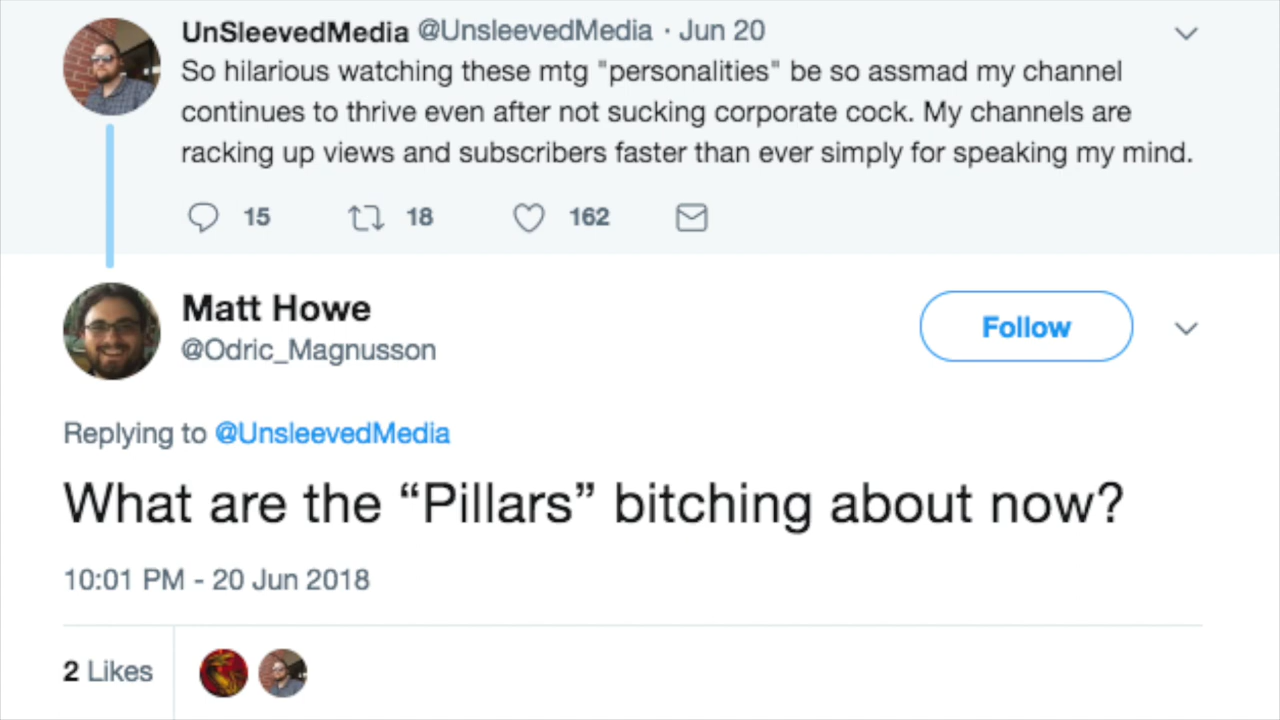 UnSleevedMedia @UnsleevedMedia · Jun 20
So hilarious watching these mtg "personalities" be so assmad my channel
continues to thrive even after not sucking corporate cock. My channels are
racking up views and subscribers faster than ever simply for speaking my mind.
15 18 162
Matt Howe
@Odric_Magnusson
Follow
Replying to @UnsleevedMedia
What are the “Pillars” bitching about now?
10:01 PM - 20 Jun 2018
2 Likes